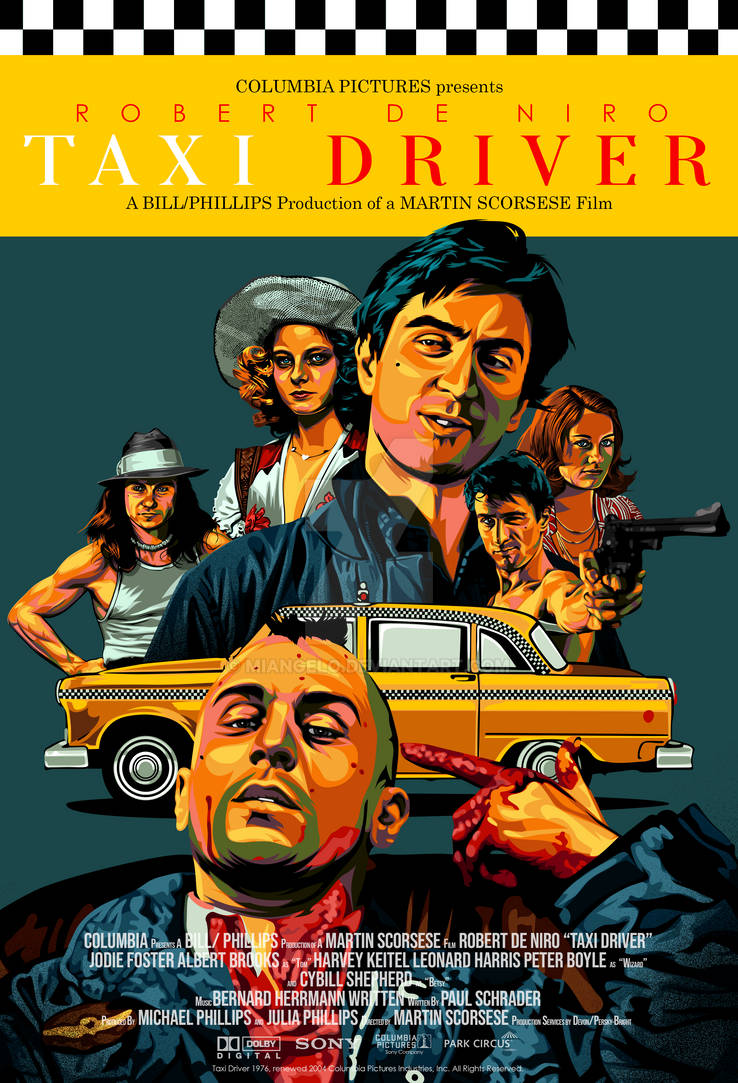 COLUMBIA PICTURES presents
ROBERT DE NIRO
TAXI DRIVER
A BILL/PHILLIPS Production of a MARTIN SCORSESE Film
© MIANGELO.DEVIANTART.COM
COLUMBIA PRESENTS A BILL/ PHILLIPS PRODUCTION OF A MARTIN SCORSESE FILM ROBERT DE NIRO “TAXI DRIVER”
JODIE FOSTER ALBERT BROOKS AS “TOM” HARVEY KEITEL LEONARD HARRIS PETER BOYLE AS “WIZARD”
AND CYBILL SHEPHERD AS “BETSY”
MUSIC BERNARD HERRMANN WRITTEN WRITTEN BY PAUL SCHRADER
PRODUCED BY MICHAEL PHILLIPS AND JULIA PHILLIPS DIRECTED BY MARTIN SCORSESE PRODUCTION SERVICES BY DEVON/PERSKY-BRIGHT
DOLBY DIGITAL SONY COLUMBIA PICTURES a Sony Company PARK CIRCUS
Taxi Driver 1976, renewed 2004 Columbia Pictures Industries, Inc. All Rights Reserved.